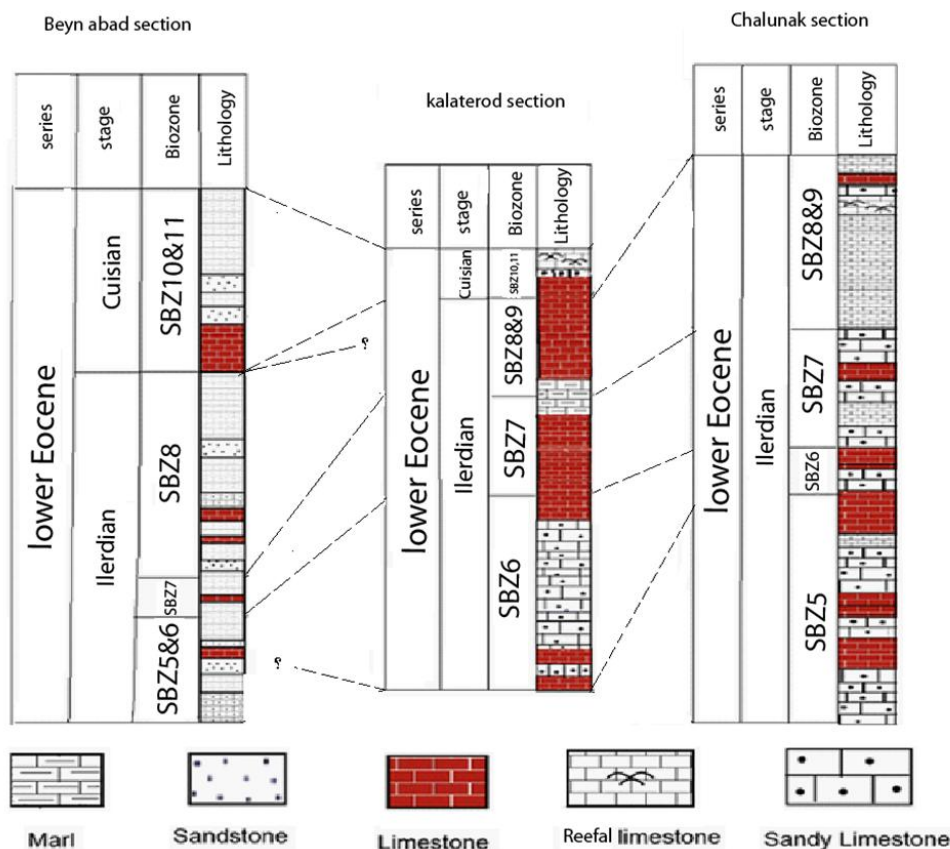 Beyn abad section
series
stage
Biozone
Lithology
lower Eocene
Cuisian
SBZ10&11
Ilerdian
SBZ8
SBZ7
SBZ5&6
؟
؟
kalaterod section
series
stage
Biozone
Lithology
lower Eocene
Cuisian
SBZ10,11
Ilerdian
SBZ8&9
SBZ7
SBZ6
Chalunak section
series
stage
Biozone
Lithology
lower Eocene
Ilerdian
SBZ8&9
SBZ7
SBZ6
SBZ5
Marl
Sandstone
Limestone
Reefal limestone
Sandy Limestone